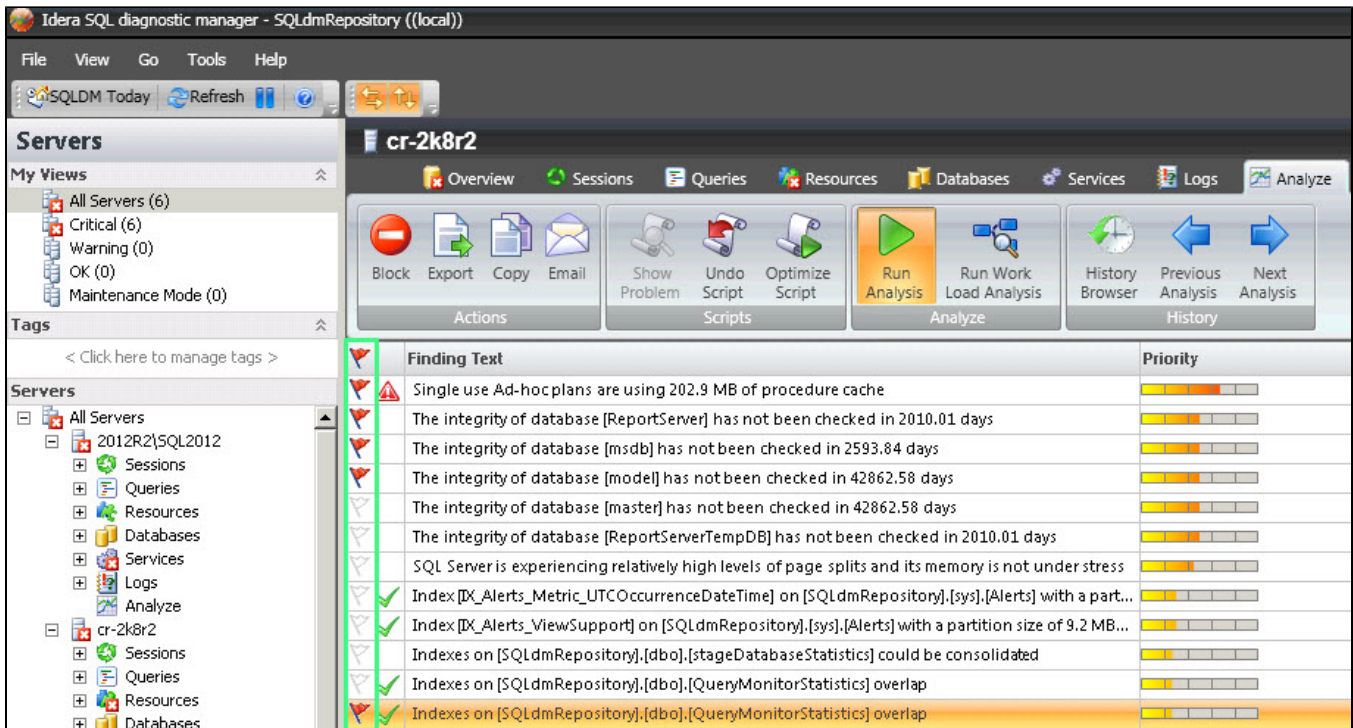 Idera SQL diagnostic manager - SQLdmRepository ((local))
File View Go Tools Help
SQLDM Today Refresh
Servers
My Views
All Servers (6)
Critical (6)
Warning (0)
OK (0)
Maintenance Mode (0)
Tags
< Click here to manage tags >
Servers
All Servers
2012R2\SQL2012
Sessions
Queries
Resources
Databases
Services
Logs
Analyze
cr-2k8r2
Sessions
Queries
Resources
Databases
cr-2k8r2
Overview Sessions Queries Resources Databases Services Logs Analyze
Block Export Copy Email Show Problem Undo Script Optimize Script Run Analysis Run Work Load Analysis History Browser Previous Analysis Next Analysis
Actions Scripts Analyze History
Finding Text Priority
Single use Ad-hoc plans are using 202.9 MB of procedure cache
The integrity of database [ReportServer] has not been checked in 2010.01 days
The integrity of database [msdb] has not been checked in 2593.84 days
The integrity of database [model] has not been checked in 42862.58 days
The integrity of database [master] has not been checked in 42862.58 days
The integrity of database [ReportServerTempDB] has not been checked in 2010.01 days
SQL Server is experiencing relatively high levels of page splits and its memory is not under stress
Index [IX_Alerts_Metric_UTCOccurrenceDateTime] on [SQLdmRepository].[sys].[Alerts] with a part...
Index [IX_Alerts_ViewSupport] on [SQLdmRepository].[sys].[Alerts] with a partition size of 9.2 MB...
Indexes on [SQLdmRepository].[dbo].[stageDatabaseStatistics] could be consolidated
Indexes on [SQLdmRepository].[dbo].[QueryMonitorStatistics] overlap
Indexes on [SQLdmRepository].[dbo].[QueryMonitorStatistics] overlap